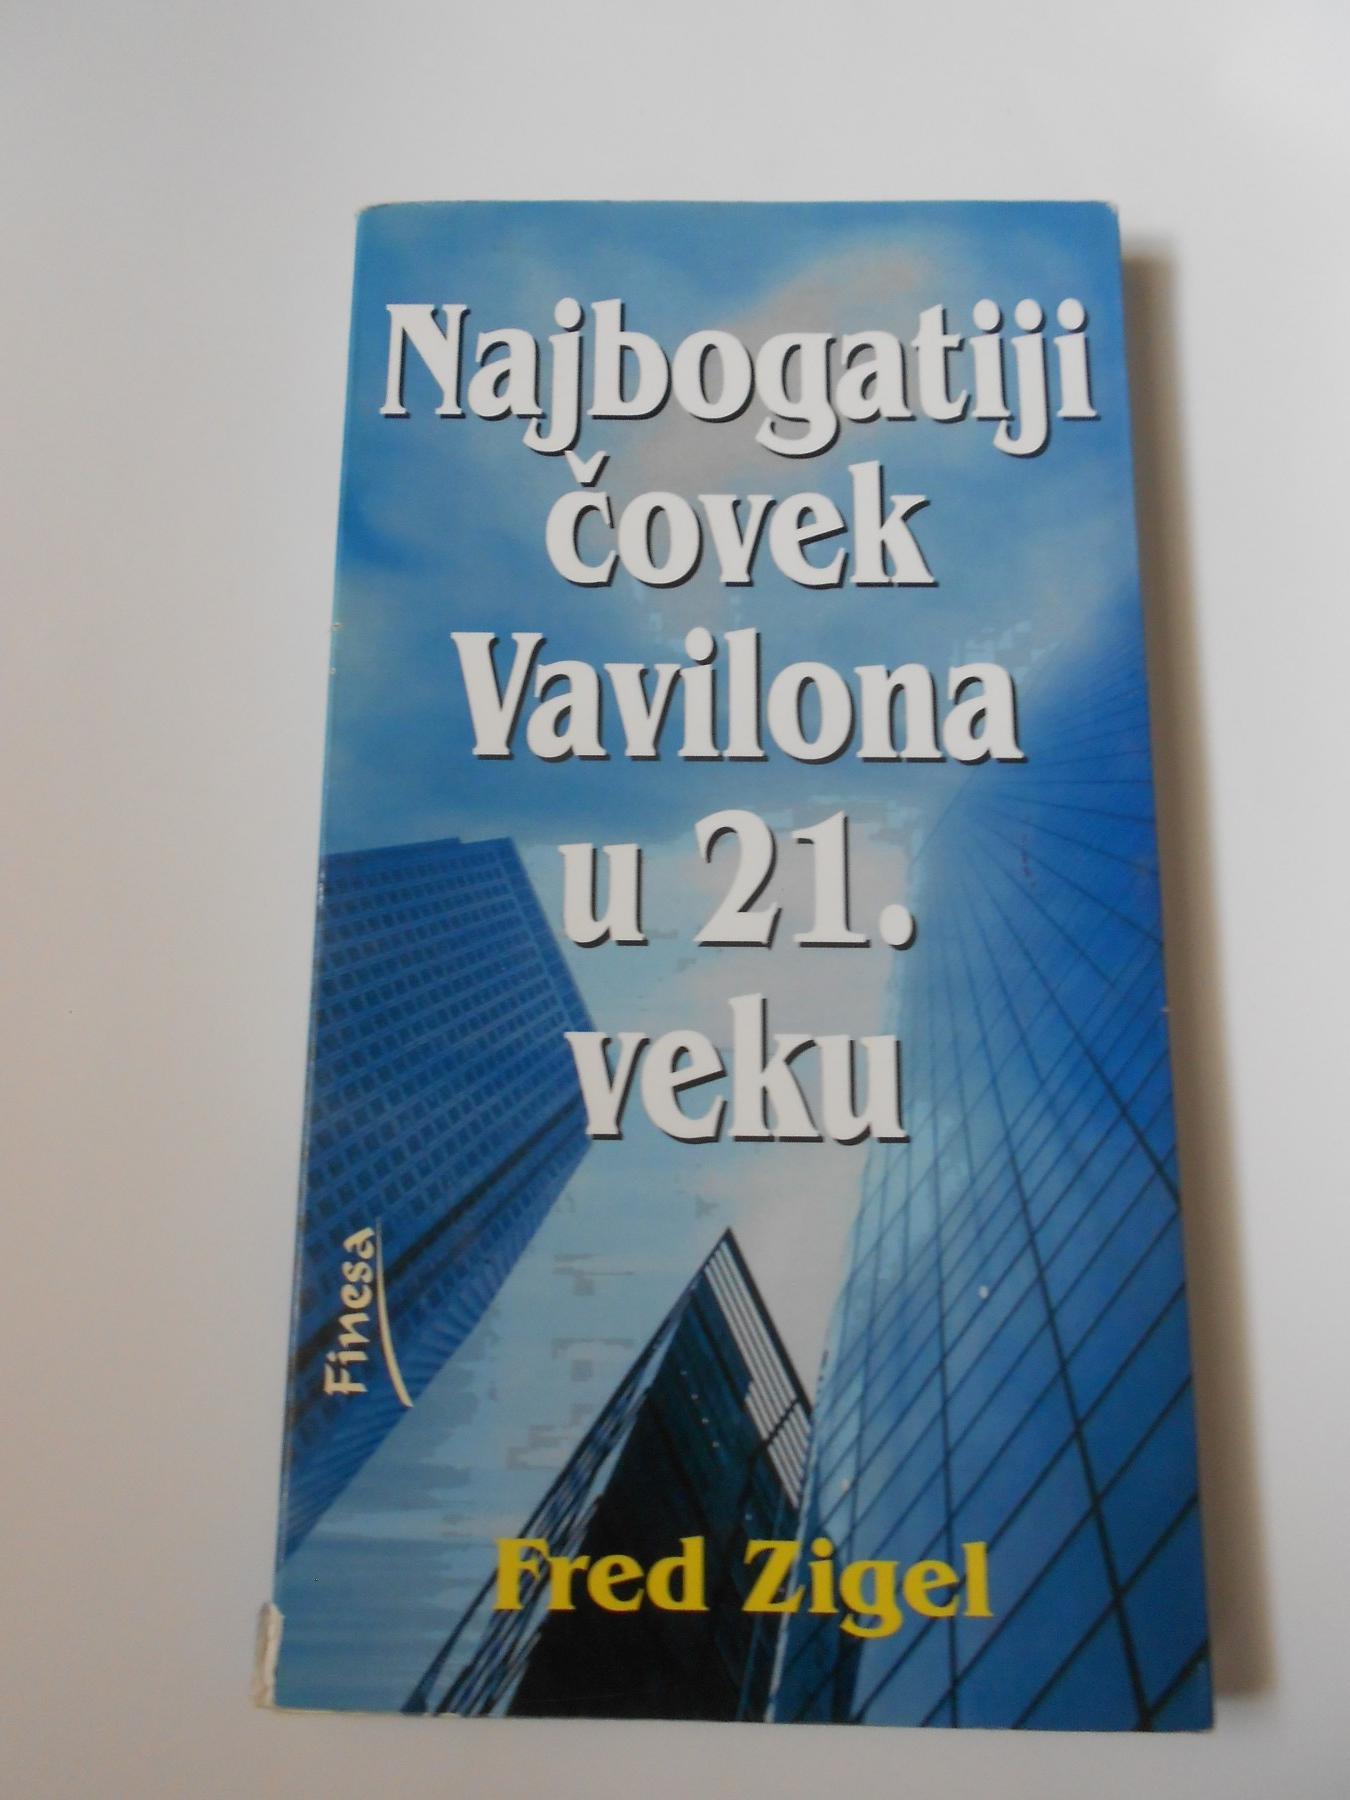 Najbogatiji
čovek
Vavilona
u 21.
veku
Finesa
Fred Zigel